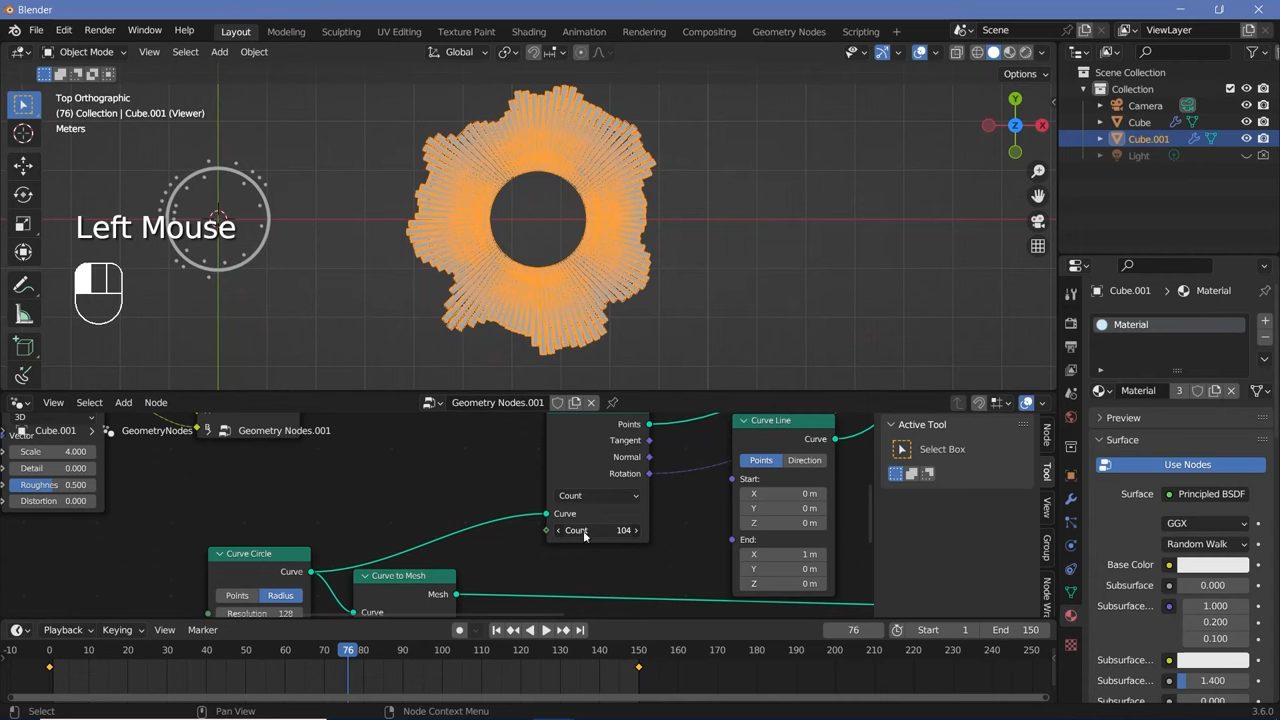 Blender
File Edit Render Window Help Layout Modeling Sculpting UV Editing Texture Paint Shading Animation Rendering Compositing Geometry Nodes Scripting + Scene ViewLayer
Object Mode View Select Add Object Global
Options
Top Orthographic
(76) Collection | Cube.001 (Viewer)
Meters
Y
Z
X
Left Mouse
Scene Collection
Collection
Camera
Cube
Cube.001
Light
Cube.001 > Material
Material
Material 3
Preview
Surface
Use Nodes
Surface Principled BSDF
GGX
Random Walk
Base Color
Subsurface 0.000
Subsurface... 1.000
0.200
0.100
Subsurface...
Subsurface... 1.400
View Select Add Node Geometry Nodes.001
3D
Cube.001 > GeometryNodes > Geometry Nodes.001
Vector
Scale 4.000
Detail 0.000
Roughness 0.500
Distortion 0.000
Points
Tangent
Normal
Rotation
Count
Curve
Count 104
Curve Line
Curve
Points Direction
Start:
X 0 m
Y 0 m
Z 0 m
End:
X 1 m
Y 0 m
Z 0 m
Curve Circle
Curve
Points Radius
Resolution 128
Curve to Mesh
Mesh
Curve
Active Tool
Select Box
Node
Tool
View
Group
Node Wra
Playback Keying View Marker 76 Start 1 End 150
-10 0 10 20 30 40 50 60 76 80 90 100 110 120 130 140 150 160 170 180 190 200 210 220 230 240 250
Select Pan View Node Context Menu 3.6.0